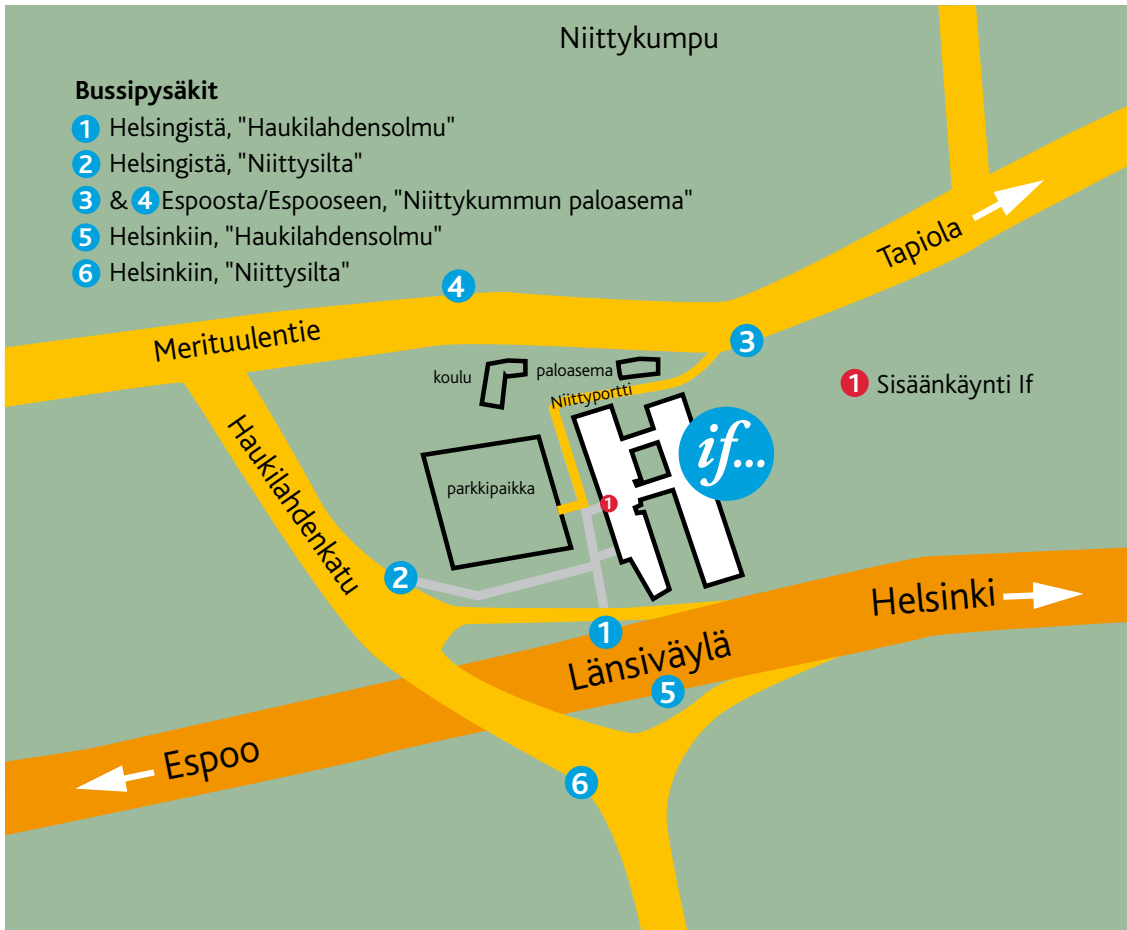 Niittykumpu
Bussipysäkit
1 Helsingistä, "Haukilahdensolmu"
2 Helsingistä, "Niittysilta"
3 & 4 Espoosta/Espooseen, "Niittykummun paloasema"
5 Helsinkiin, "Haukilahdensolmu"
6 Helsinkiin, "Niittysilta"
Tapiola
4
Merituulentie
3
koulu
paloasema
1 Sisäänkäynti If
Niittyportti
Haukilahdenkatu
if...
parkkipaikka
1
2
Helsinki
1
Länsiväylä
5
Espoo
6